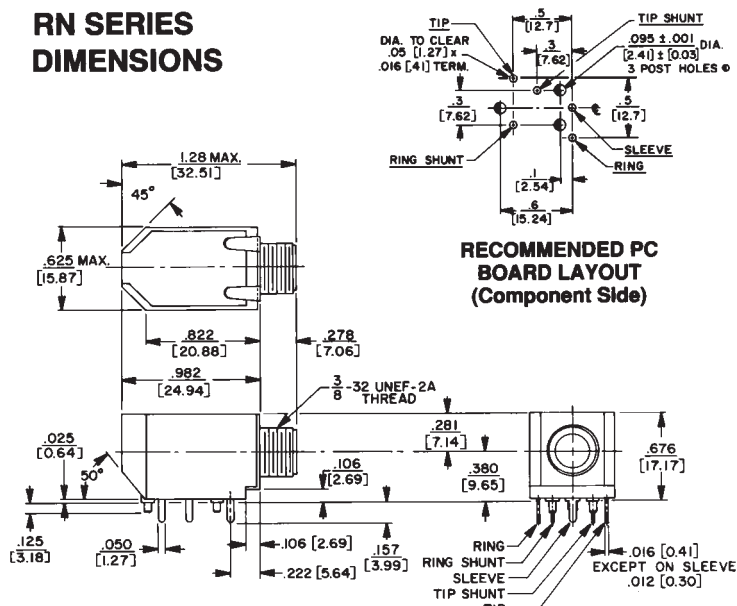 RN SERIES
DIMENSIONS
TIP
DIA. TO CLEAR
.05 [1.27] x
.016 [.41] TERM.
.5
[12.7]
.3
[7.62]
TIP SHUNT
.095 ±.001 DIA.
[2.41] ± [0.03]
3 POST HOLES
.3
[7.62]
.5
[12.7]
RING SHUNT
SLEEVE
RING
.1
[2.54]
.6
[15.24]
RECOMMENDED PC
BOARD LAYOUT
(Component Side)
1.28 MAX.
[32.51]
45°
.625 MAX.
[15.87]
.822
[20.88]
.278
[7.06]
.982
[24.94]
3/8-32 UNEF-2A
THREAD
.025
[0.64]
50°
.281
[7.14]
.106
[2.69]
.380
[9.65]
.676
[17.17]
.125
[3.18]
.050
[1.27]
.106 [2.69]
.222 [5.64]
.157
[3.99]
RING
RING SHUNT
SLEEVE
TIP SHUNT
.016 [0.41]
EXCEPT ON SLEEVE
.012 [0.30]
TIP